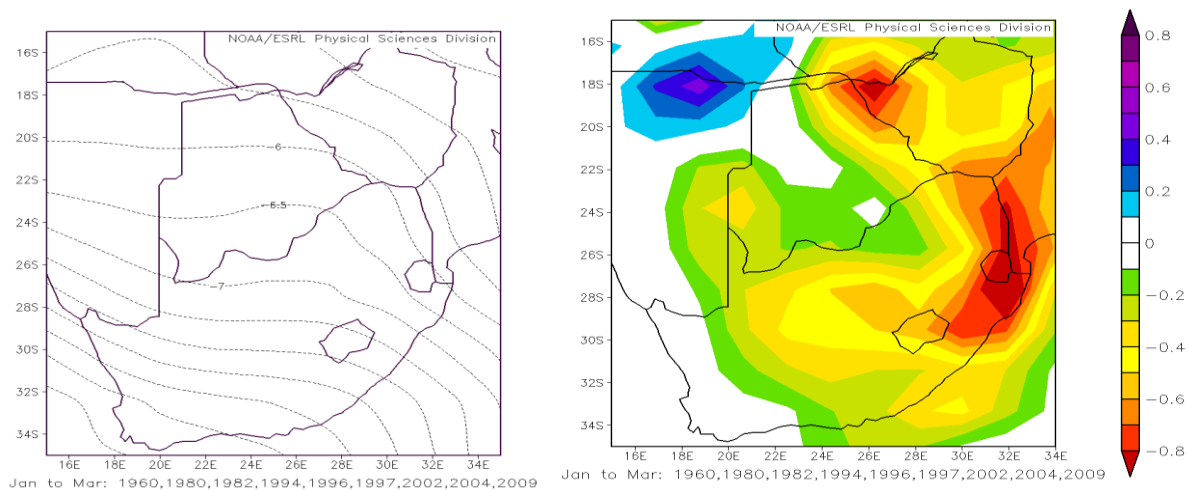 NOAA/ESRL Physical Sciences Division
16S
18S
20S
22S
24S
26S
28S
30S
32S
34S
-6
-6.5
-7
16E 18E 20E 22E 24E 26E 28E 30E 32E 34E
Jan to Mar: 1960,1980,1982,1994,1996,1997,2002,2004,2009
NOAA/ESRL Physical Sciences Division
16S
18S
20S
22S
24S
26S
28S
30S
32S
34S
16E 18E 20E 22E 24E 26E 28E 30E 32E 34E
Jan to Mar: 1960,1980,1982,1994,1996,1997,2002,2004,2009
0.8
0.6
0.4
0.2
0
-0.2
-0.4
-0.6
-0.8